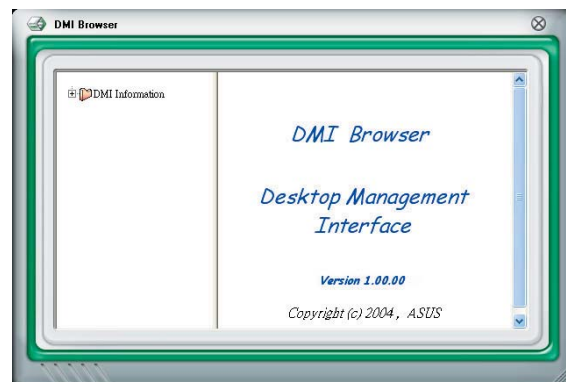 DMI Browser
DMI Information
DMI Browser
Desktop Management
Interface
Version 1.00.00
Copyright (c) 2004, ASUS